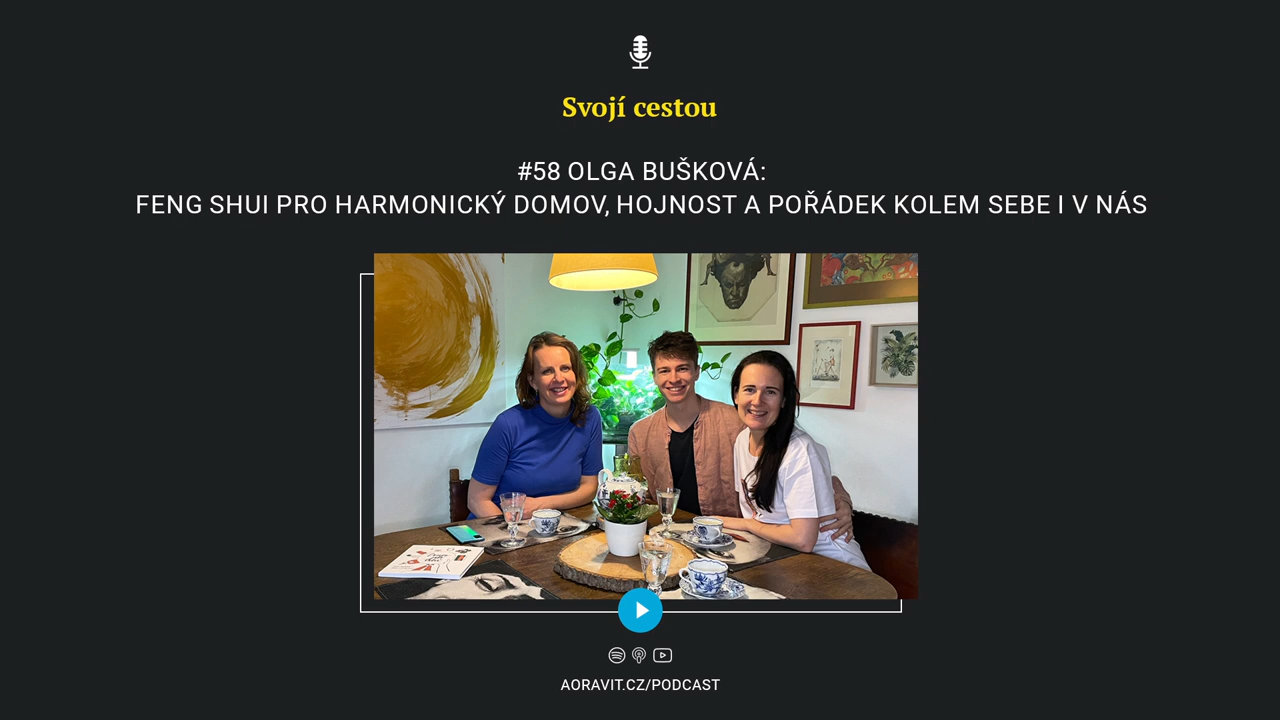 Svojí cestou
#58 OLGA BUŠKOVÁ:
FENG SHUI PRO HARMONICKÝ DOMOV, HOJNOST A POŘÁDEK KOLEM SEBE I V NÁS
AORAVIT.CZ/PODCAST